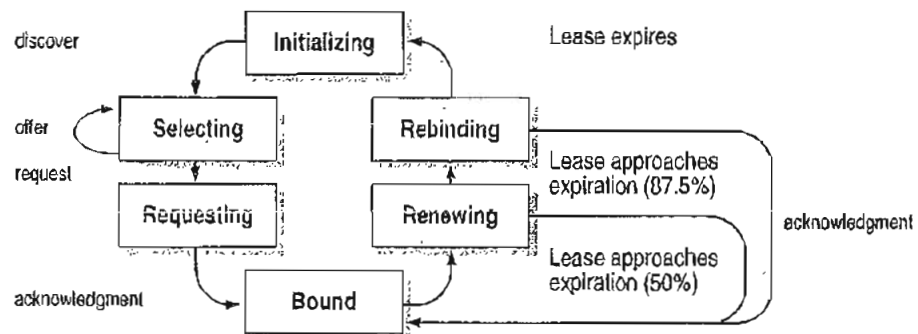 discover
Initializing
Lease expires
offer
Selecting
Rebinding
request
Lease approaches
expiration (87.5%)
Requesting
Renewing
acknowledgment
Lease approaches
expiration (50%)
acknowledgment
Bound